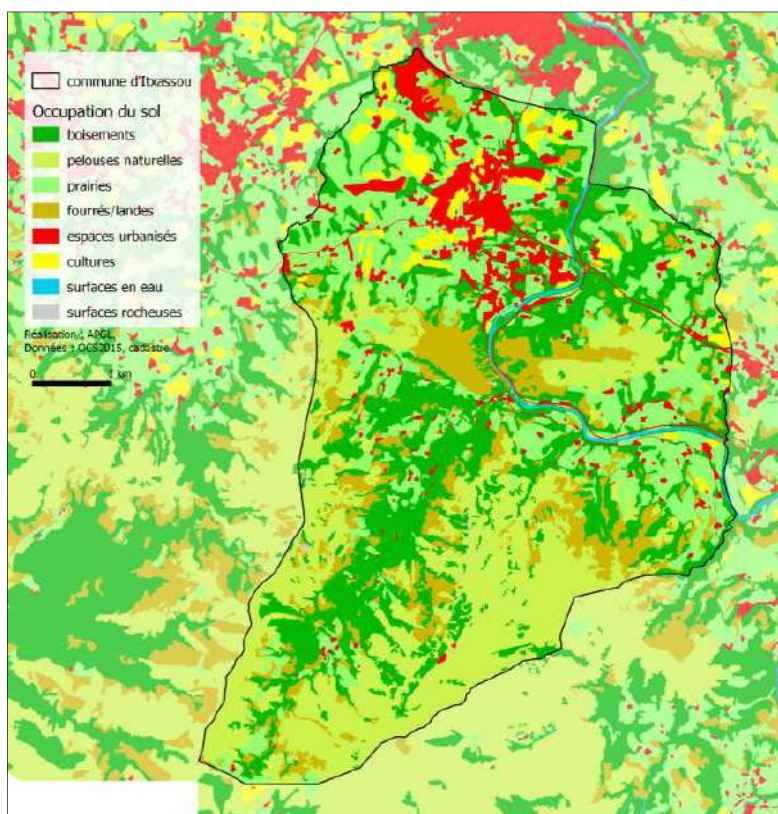 commune d'Itxassou
Occupation du sol
boisements
pelouses naturelles
prairies
fourrés/landes
espaces urbanisés
cultures
surfaces en eau
surfaces rocheuses
Réalisation : APGL,
Données : OCS2015, cadastre
0 1 km